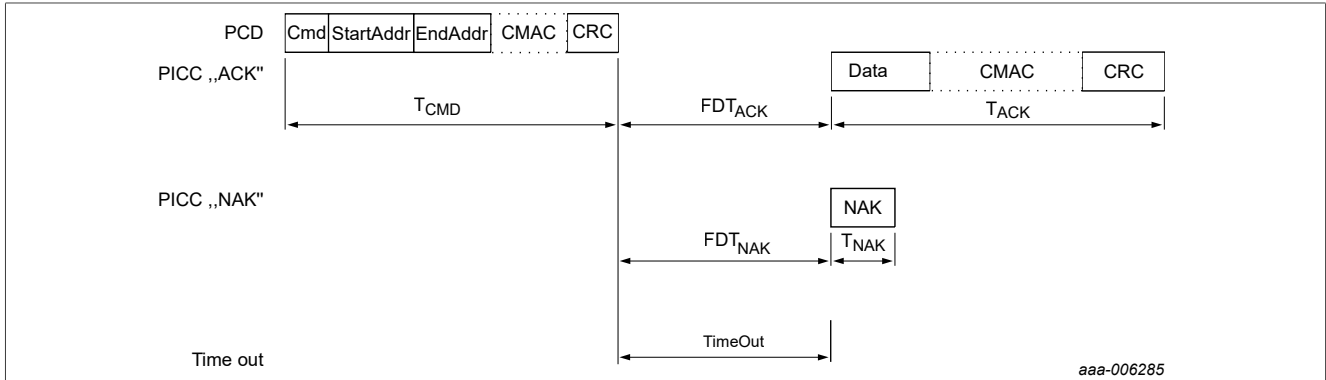 PCD Cmd StartAddr EndAddr CMAC CRC
PICC ,,ACK" Data CMAC CRC
TCMD FDTACK TACK
PICC ,,NAK" NAK
FDTNAK TNAK
TimeOut
Time out
aaa-006285